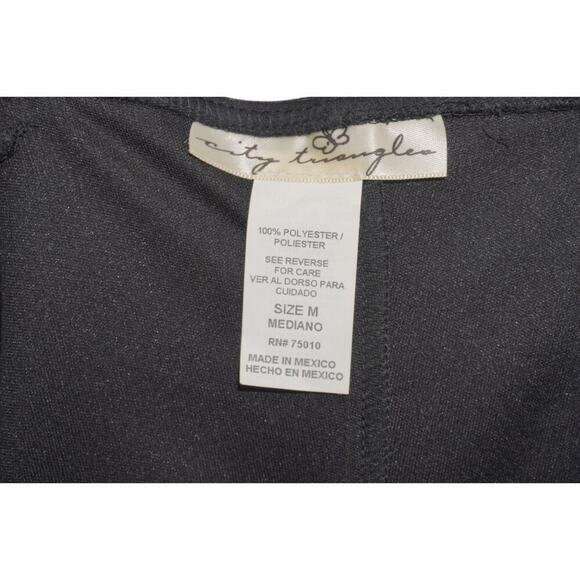 city triangles
100% POLYESTER /
POLIESTER
SEE REVERSE
FOR CARE
VER AL DORSO PARA
CUIDADO
SIZE M
MEDIANO
RN# 75010
MADE IN MEXICO
HECHO EN MEXICO